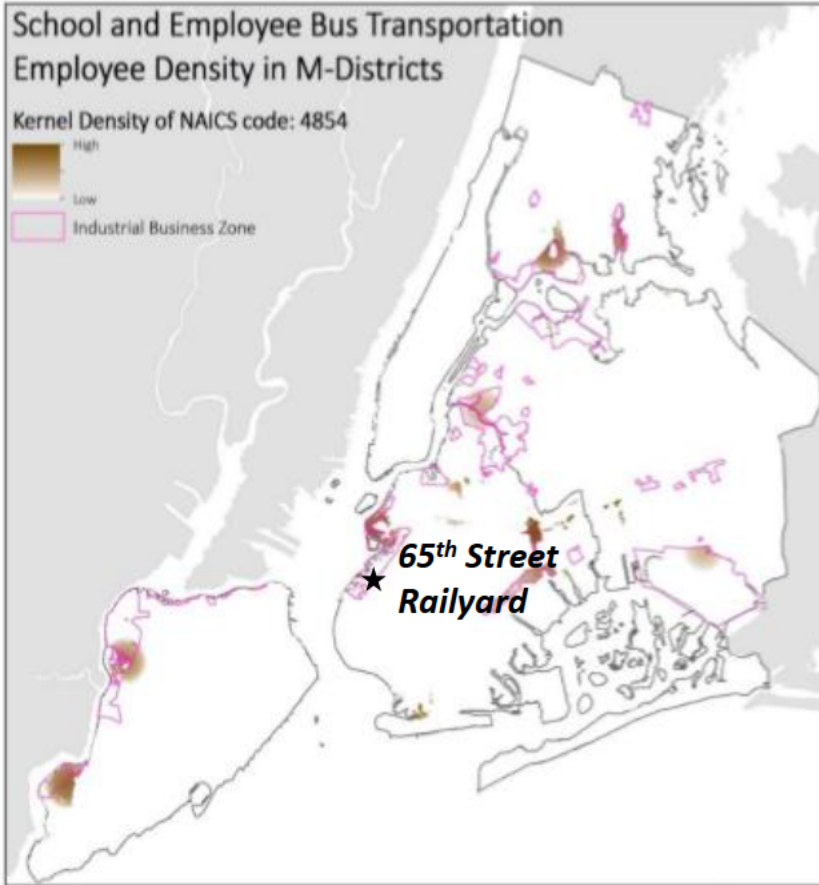 School and Employee Bus Transportation
Employee Density in M-Districts
Kernel Density of NAICS code: 4854
High
Low
Industrial Business Zone
65th Street
Railyard